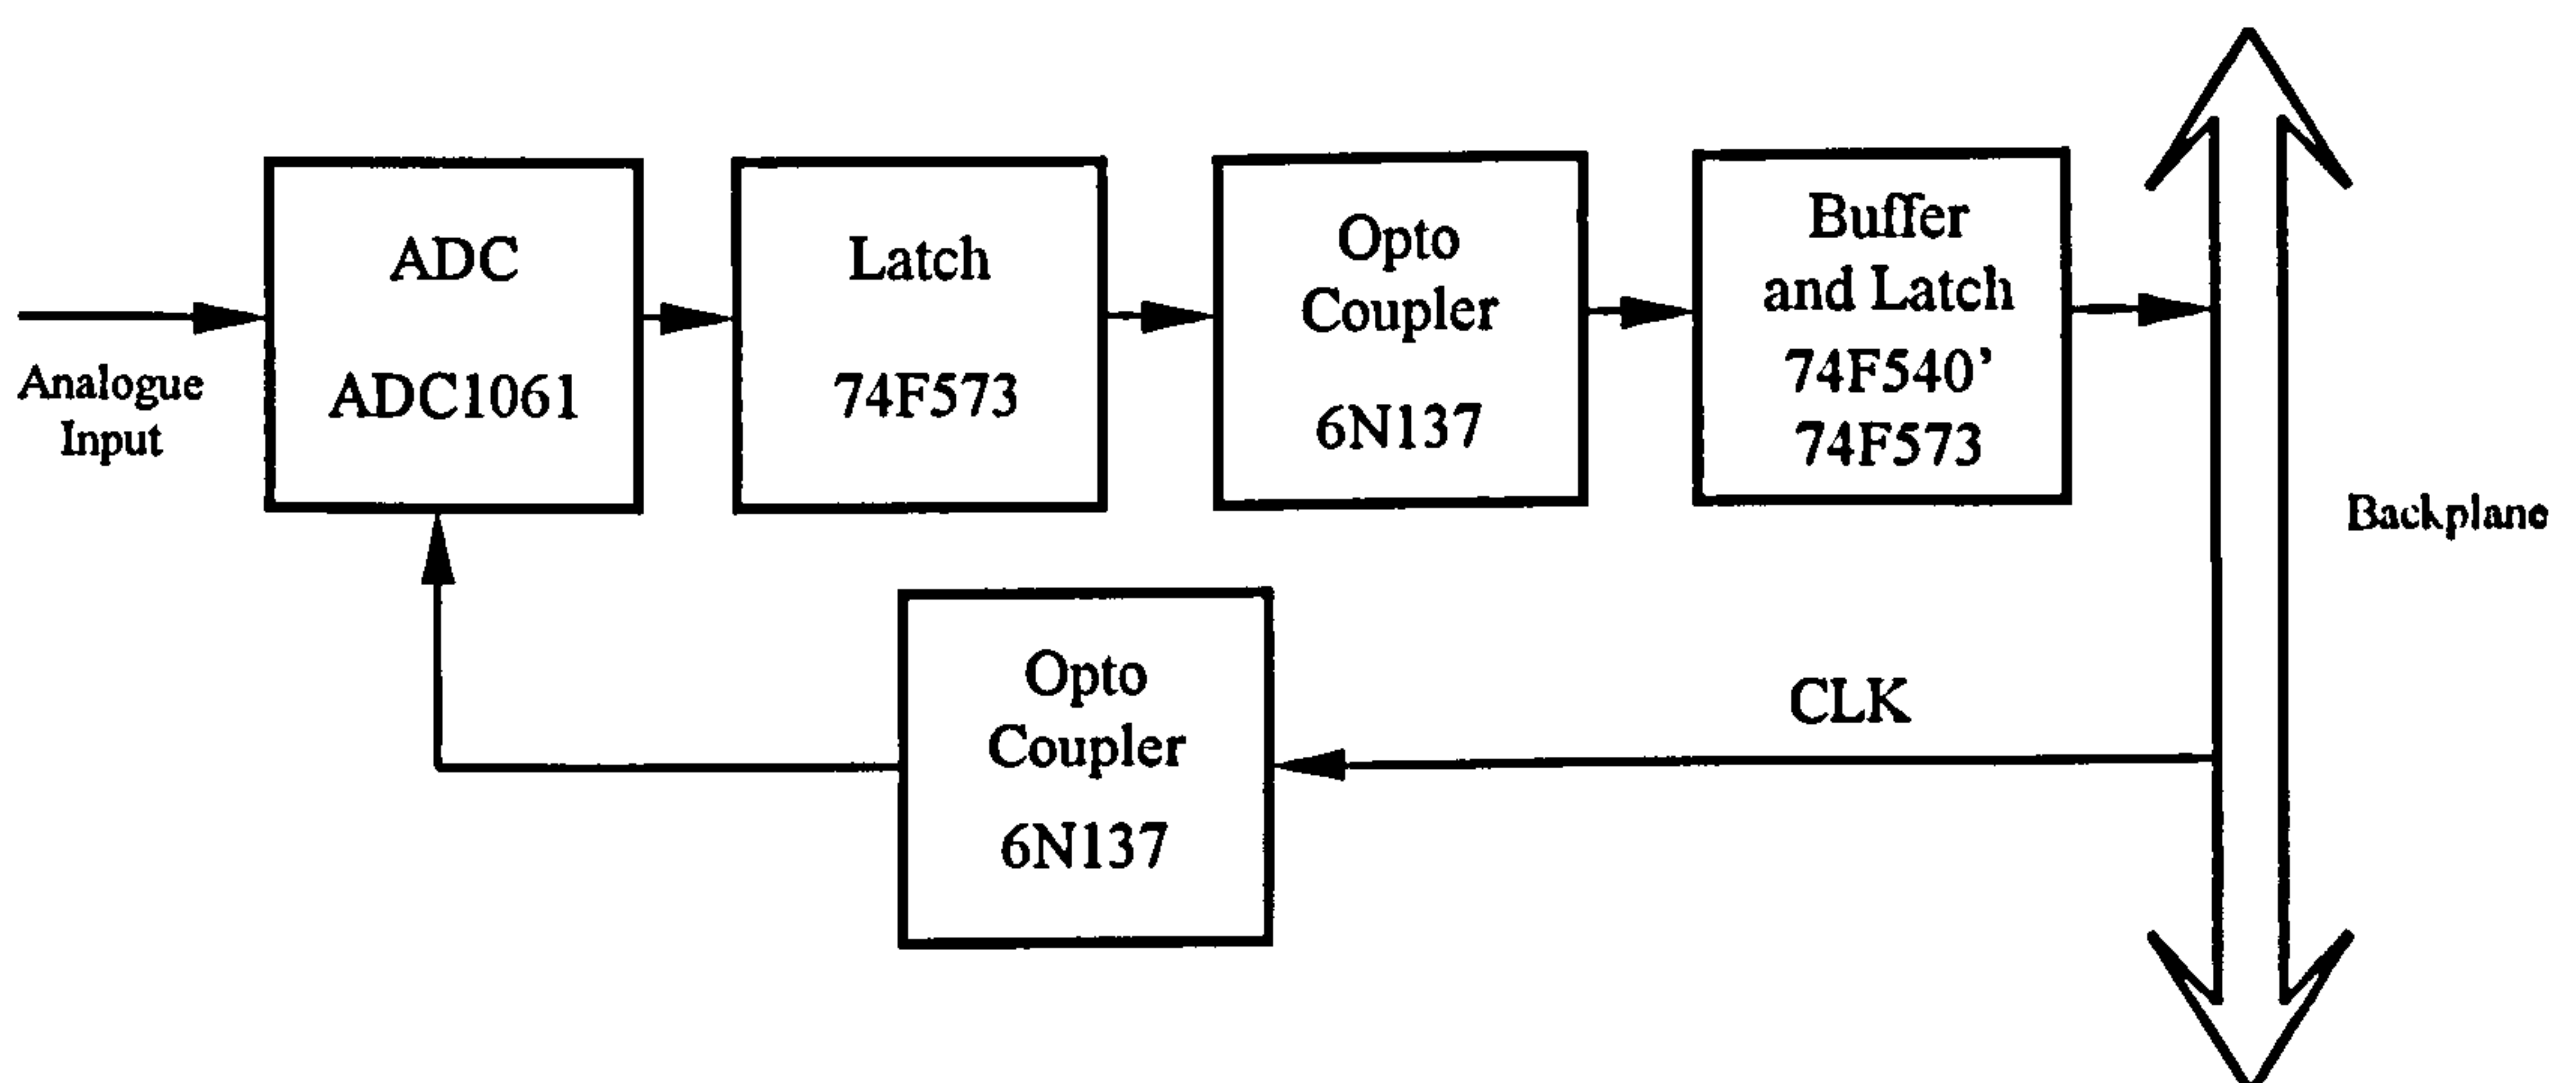 Analogue
Input
ADC
ADC1061
Latch
74F573
Opto
Coupler
6N137
Buffer
and Latch
74F540’
74F573
Backplane
Opto
Coupler
6N137
CLK